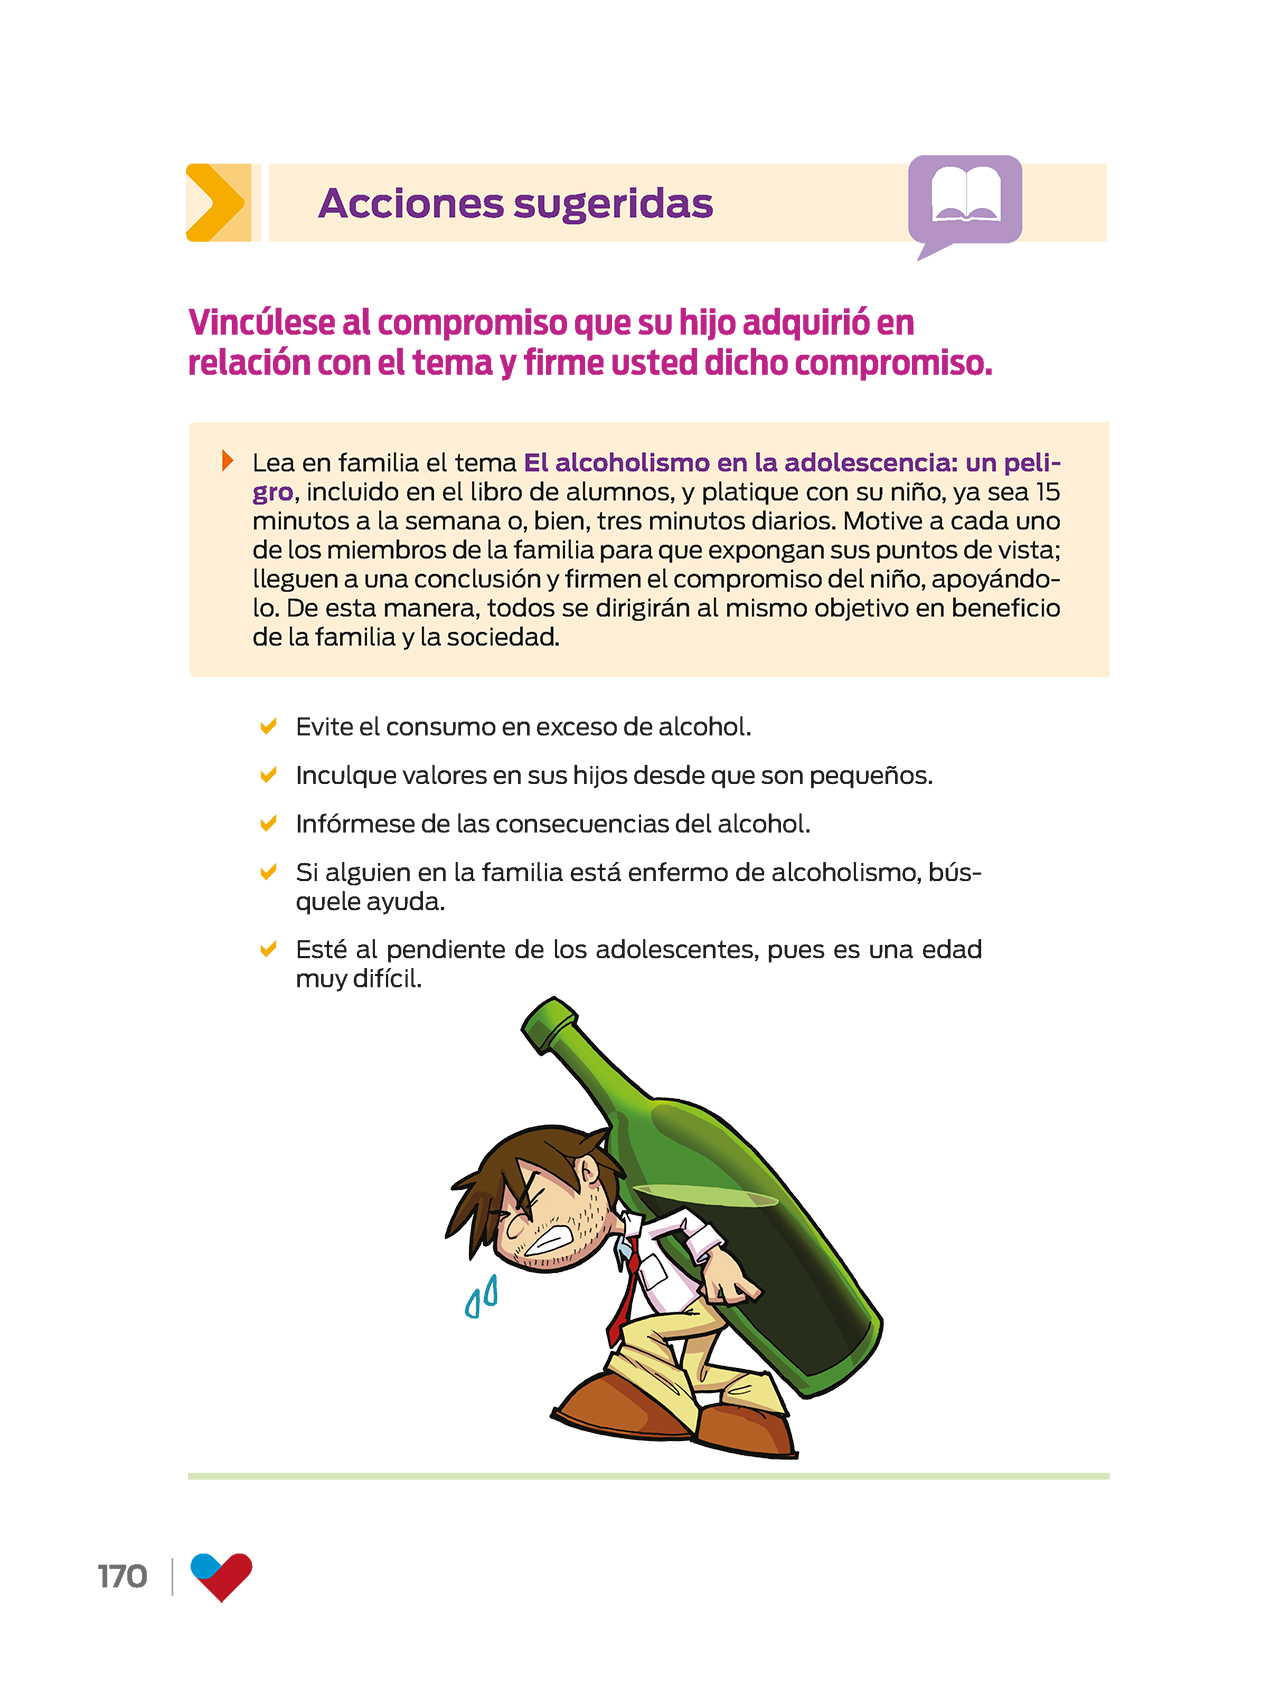 Acciones sugeridas
Vincúlese al compromiso que su hijo adquirió en
relación con el tema y firme usted dicho compromiso.
Lea en familia el tema El alcoholismo en la adolescencia: un peli-
gro, incluido en el libro de alumnos, y platique con su niño, ya sea 15
minutos a la semana o, bien, tres minutos diarios. Motive a cada uno
de los miembros de la familia para que expongan sus puntos de vista;
lleguen a una conclusión y firmen el compromiso del niño, apoyándo-
lo. De esta manera, todos se dirigirán al mismo objetivo en beneficio
de la familia y la sociedad.
Evite el consumo en exceso de alcohol.
Inculque valores en sus hijos desde que son pequeños.
Infórmese de las consecuencias del alcohol.
Si alguien en la familia está enfermo de alcoholismo, bús-
quele ayuda.
Esté al pendiente de los adolescentes, pues es una edad
muy difícil.
170